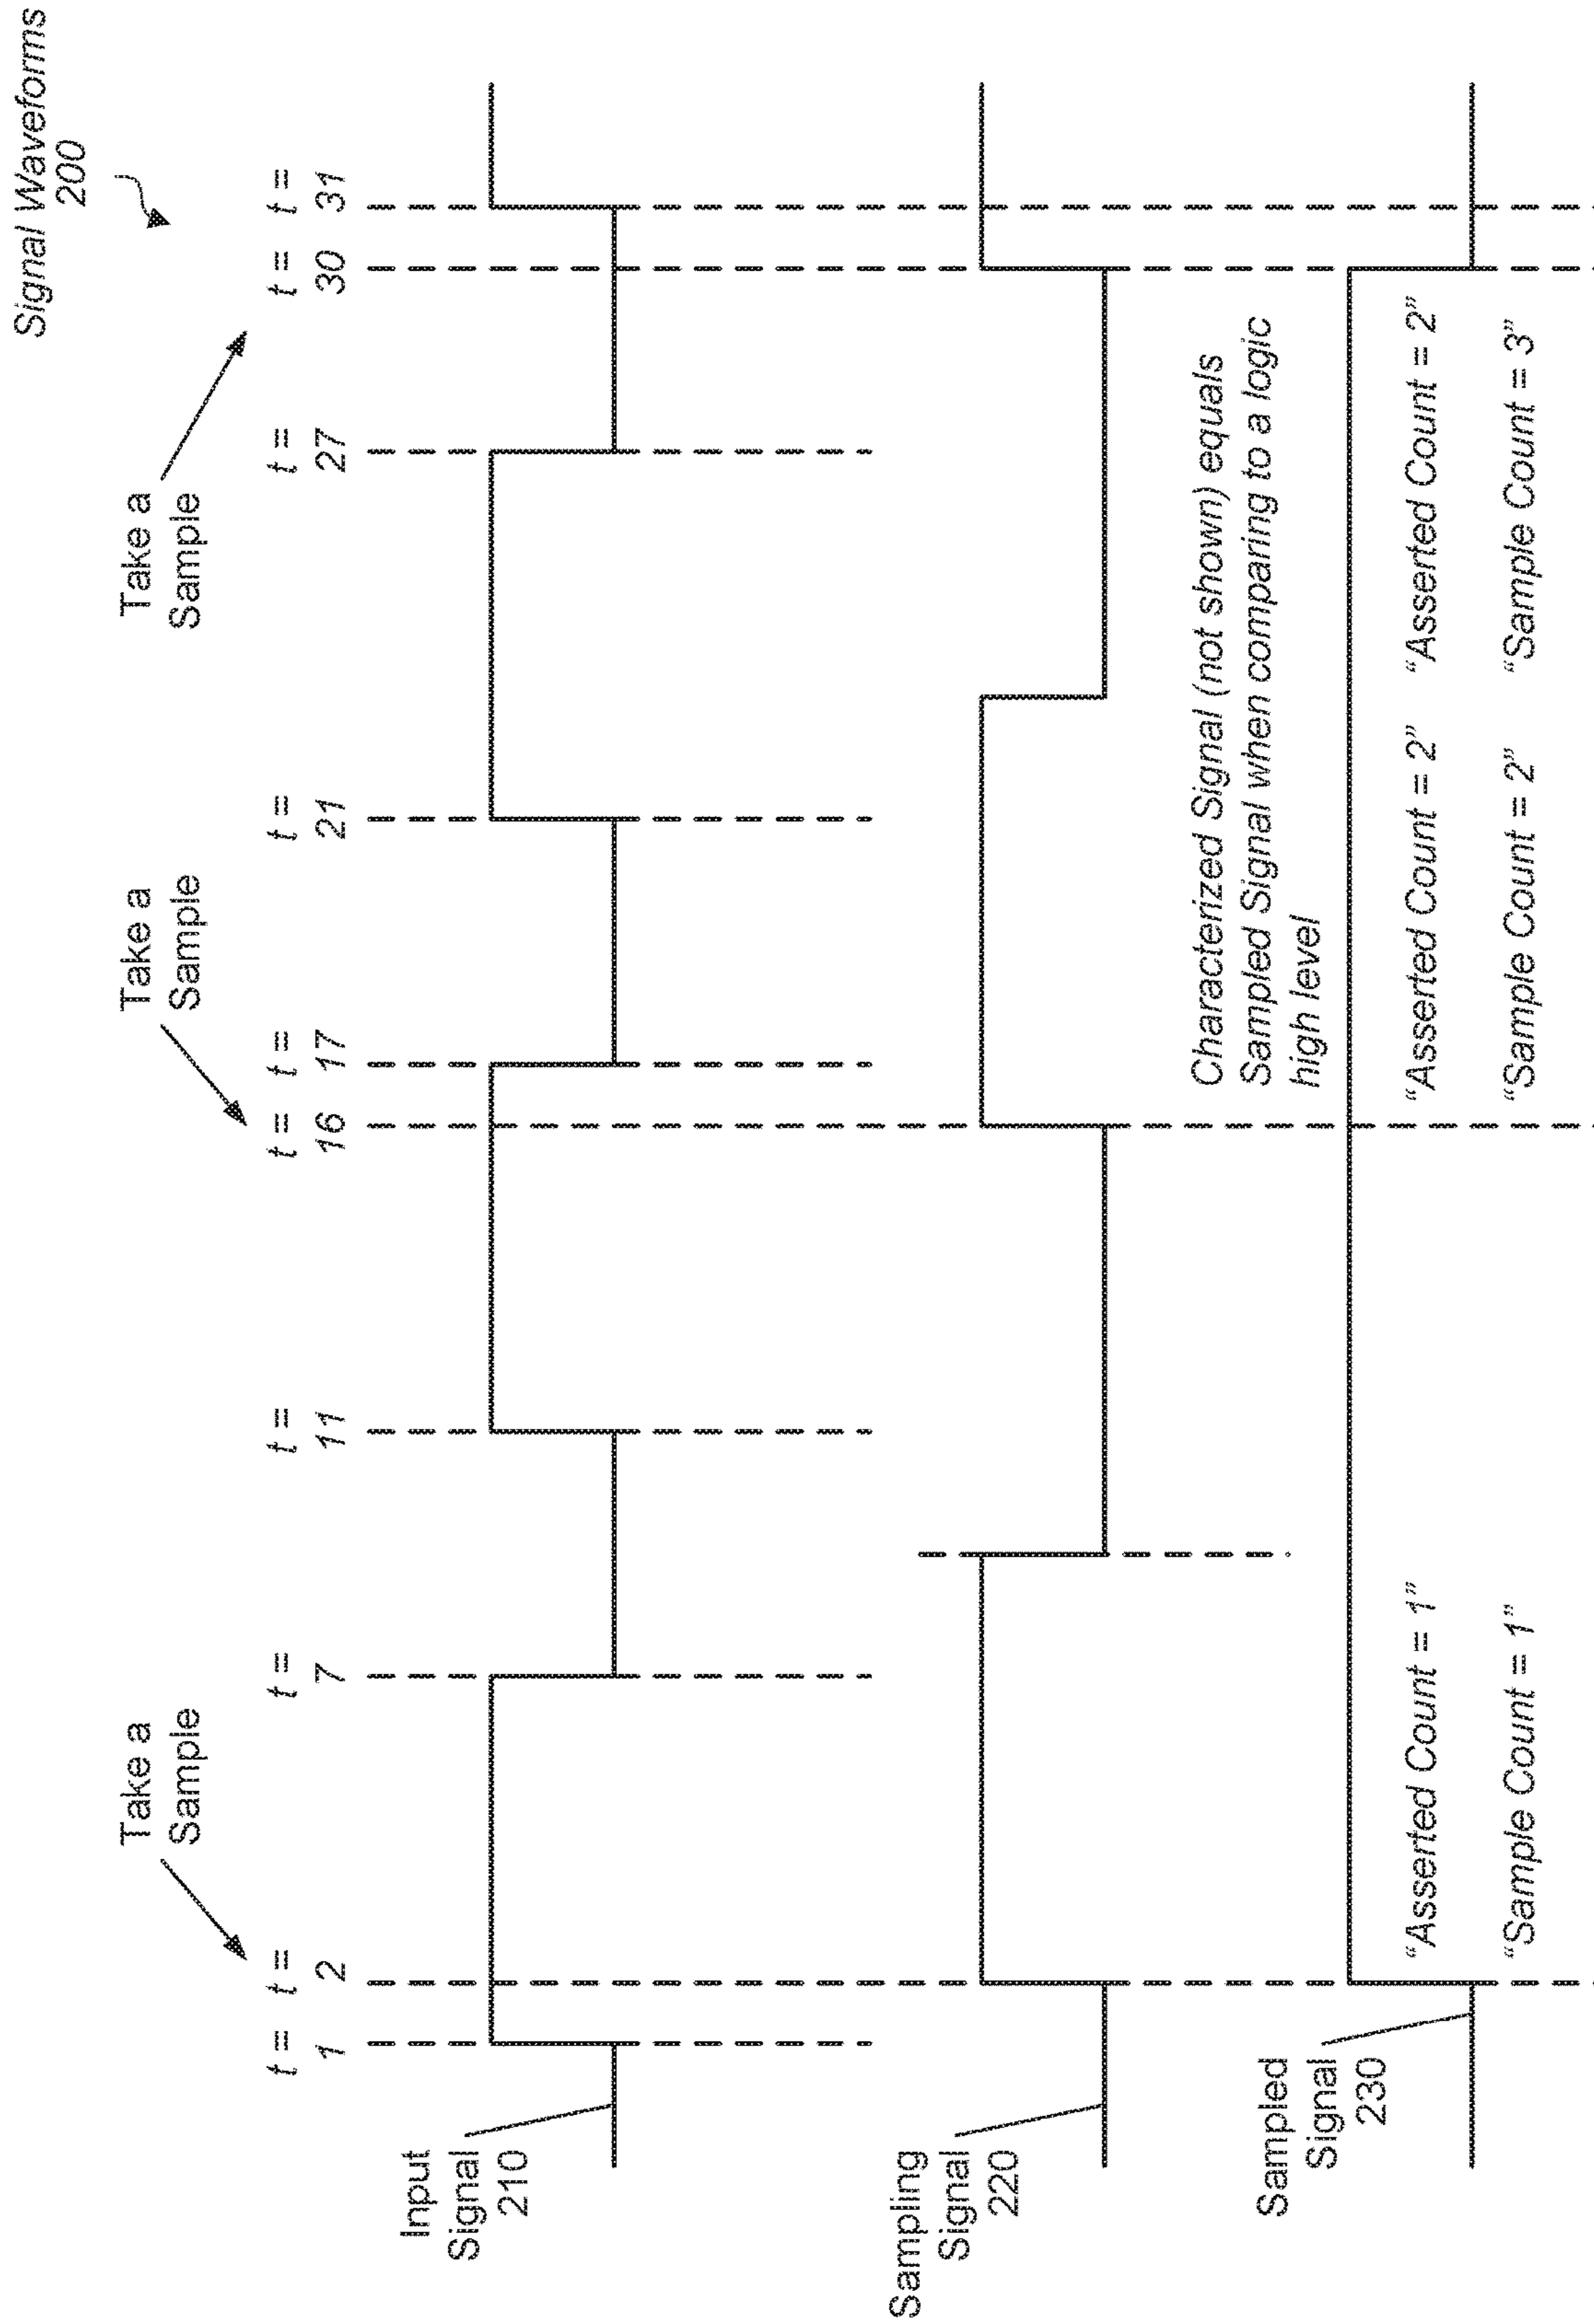 Signal Waveforms
200
Take a
Sample
Take a
Sample
Take a
Sample
t =
1
t =
2
t =
7
t =
11
t =
16
t =
17
t =
21
t =
27
t =
30
t =
31
Input
Signal
210
Sampling
Signal
220
Characterized Signal (not shown) equals
Sampled Signal when comparing to a logic
high level
Sampled
Signal
230
“Asserted Count = 1”
“Asserted Count = 2”
“Asserted Count = 2”
“Sample Count = 1”
“Sample Count = 2”
“Sample Count = 3”